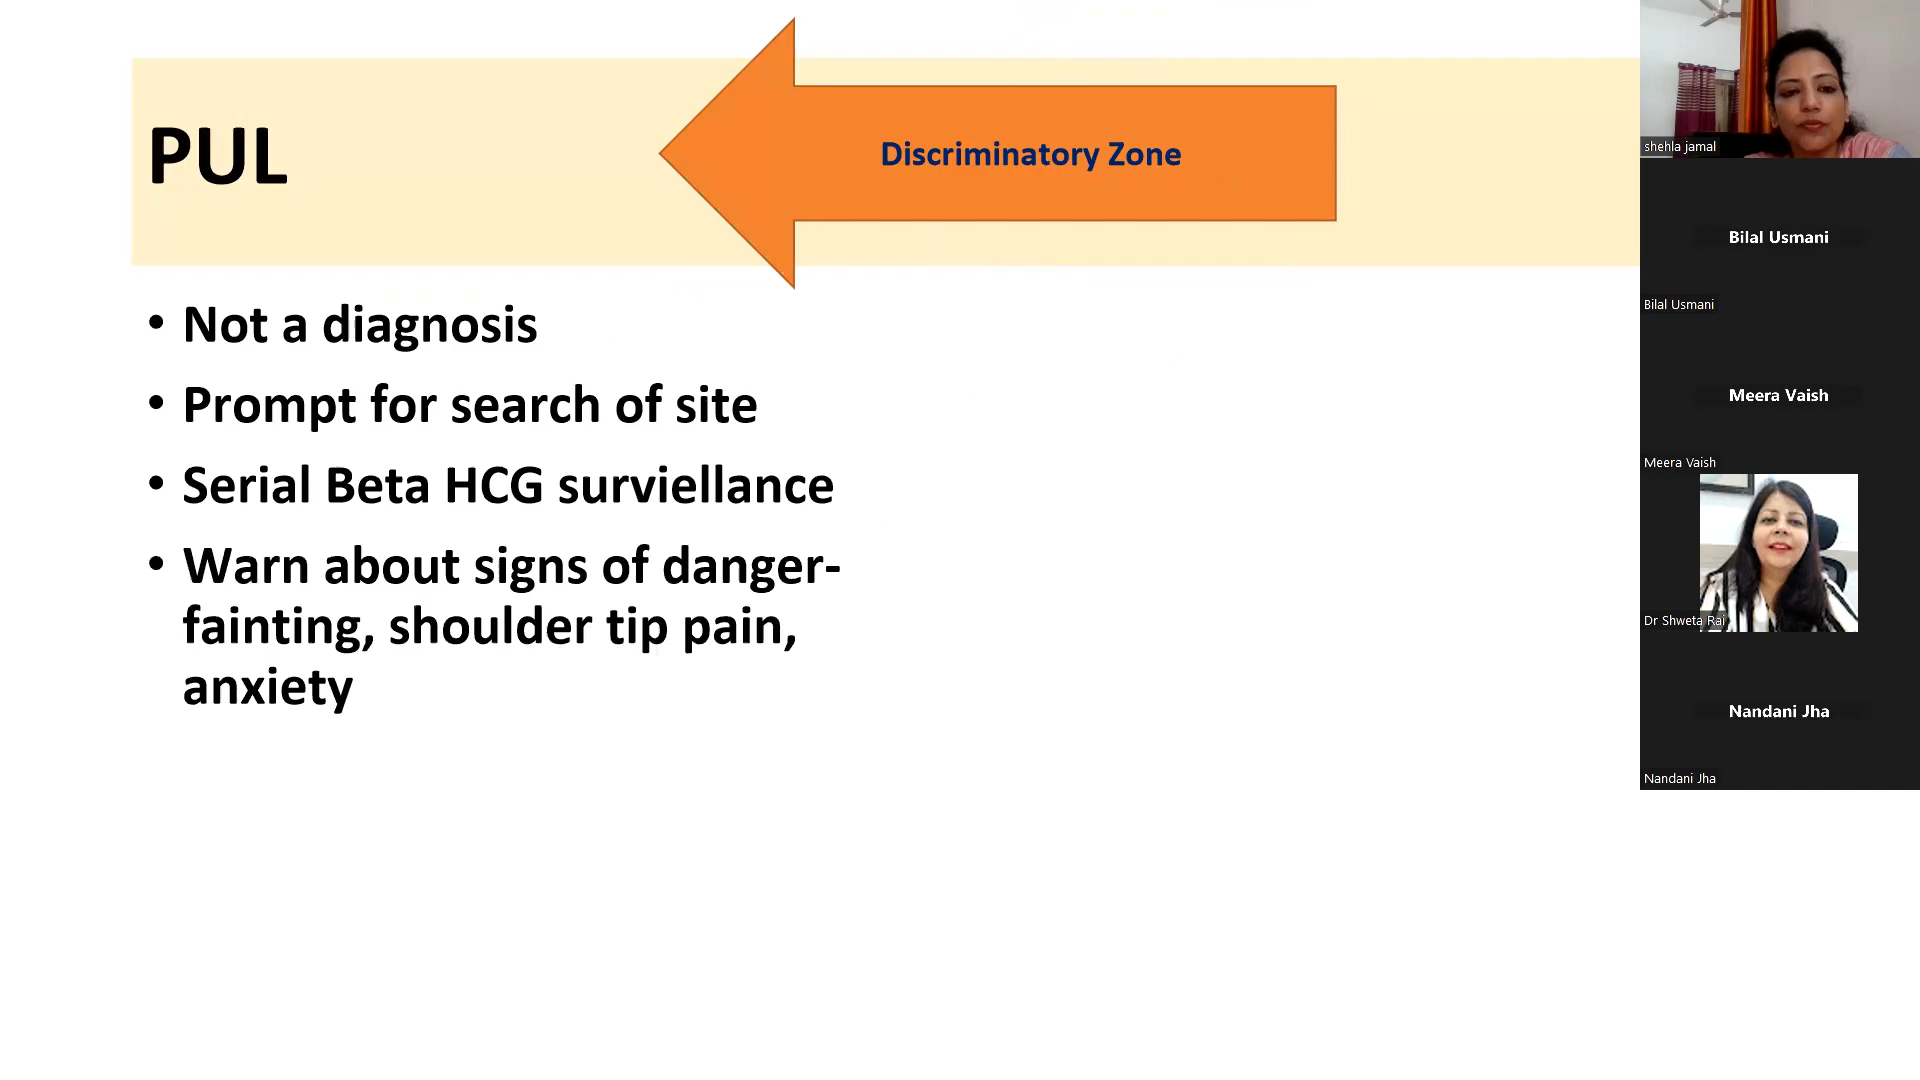 PUL
Discriminatory Zone
• Not a diagnosis
• Prompt for search of site
• Serial Beta HCG surviellance
• Warn about signs of danger-
fainting, shoulder tip pain,
anxiety
shehla jamal
Bilal Usmani
Bilal Usmani
Meera Vaish
Meera Vaish
Dr Shweta Rai
Nandani Jha
Nandani Jha